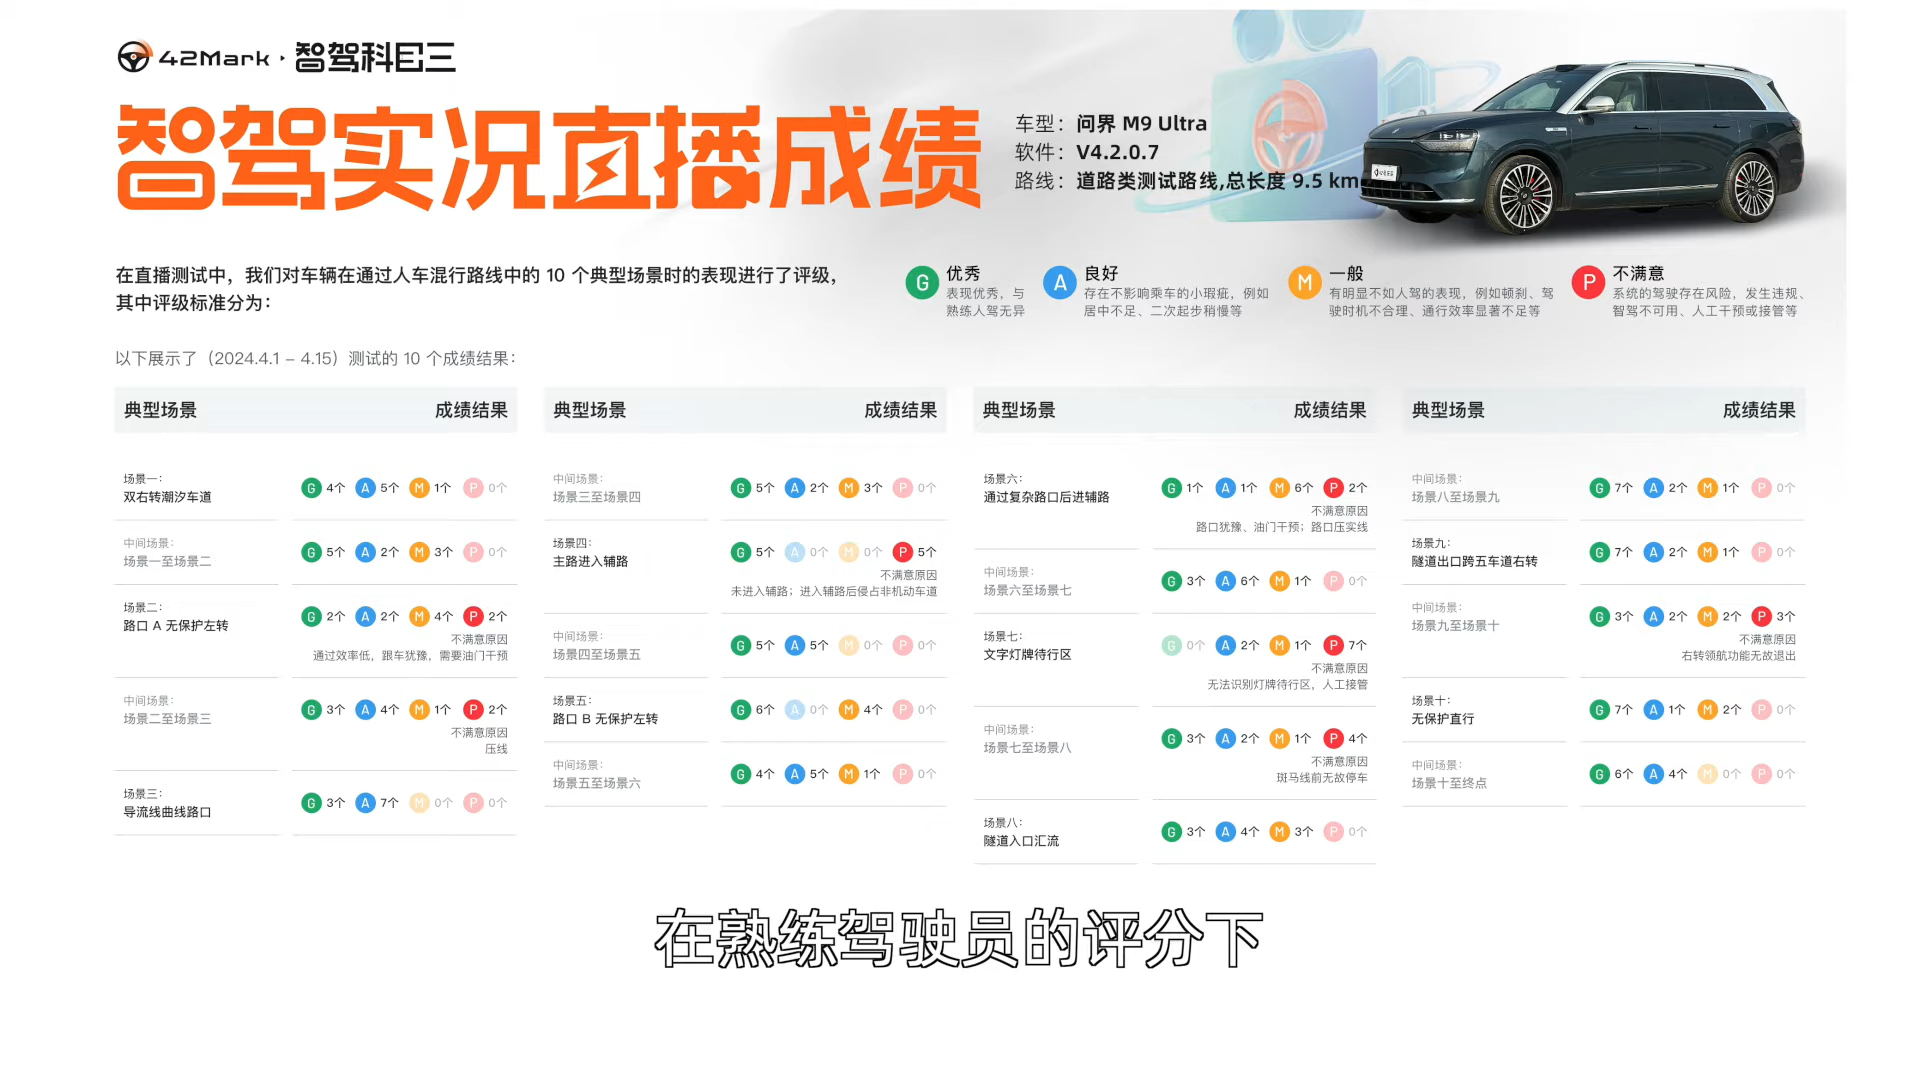 42Mark · 智驾科目三
智驾实况直播成绩
车型：问界 M9 Ultra
软件：V4.2.0.7
路线：道路类测试路线,总长度 9.5 km
在直播测试中，我们对车辆在通过人车混行路线中的 10 个典型场景时的表现进行了评级，
其中评级标准分为：
G 优秀
表现优秀，与
熟练人驾无异
A 良好
存在不影响乘车的小瑕疵，例如
居中不足、二次起步稍慢等
M 一般
有明显不如人驾的表现，例如顿刹、驾
驶时机不合理、通行效率显著不足等
P 不满意
系统的驾驶存在风险，发生违规、
智驾不可用、人工干预或接管等
以下展示了（2024.4.1 – 4.15）测试的 10 个成绩结果：
典型场景 成绩结果
场景一：
双右转潮汐车道
G 4个 A 5个 M 1个 P 0个
中间场景：
场景一至场景二
G 5个 A 2个 M 3个 P 0个
场景二：
路口 A 无保护左转
G 2个 A 2个 M 4个 P 2个
不满意原因
通过效率低，跟车犹豫，需要油门干预
中间场景：
场景二至场景三
G 3个 A 4个 M 1个 P 2个
不满意原因
压线
场景三：
导流线曲线路口
G 3个 A 7个 M 0个 P 0个
典型场景 成绩结果
中间场景：
场景三至场景四
G 5个 A 2个 M 3个 P 0个
场景四：
主路进入辅路
G 5个 A 0个 M 0个 P 5个
不满意原因
未进入辅路；进入辅路后侵占非机动车道
中间场景：
场景四至场景五
G 5个 A 5个 M 0个 P 0个
场景五：
路口 B 无保护左转
G 6个 A 0个 M 4个 P 0个
中间场景：
场景五至场景六
G 4个 A 5个 M 1个 P 0个
典型场景 成绩结果
场景六：
通过复杂路口后进辅路
G 1个 A 1个 M 6个 P 2个
不满意原因
路口犹豫、油门干预；路口压实线
中间场景：
场景六至场景七
G 3个 A 6个 M 1个 P 0个
场景七：
文字灯牌待行区
G 0个 A 2个 M 1个 P 7个
不满意原因
无法识别灯牌待行区，人工接管
中间场景：
场景七至场景八
G 3个 A 2个 M 1个 P 4个
不满意原因
斑马线前无故停车
场景八：
隧道入口汇流
G 3个 A 4个 M 3个 P 0个
典型场景 成绩结果
中间场景：
场景八至场景九
G 7个 A 2个 M 1个 P 0个
场景九：
隧道出口跨五车道右转
G 7个 A 2个 M 1个 P 0个
中间场景：
场景九至场景十
G 3个 A 2个 M 2个 P 3个
不满意原因
右转领航功能无故退出
场景十：
无保护直行
G 7个 A 1个 M 2个 P 0个
中间场景：
场景十至终点
G 6个 A 4个 M 0个 P 0个
在熟练驾驶员的评分下